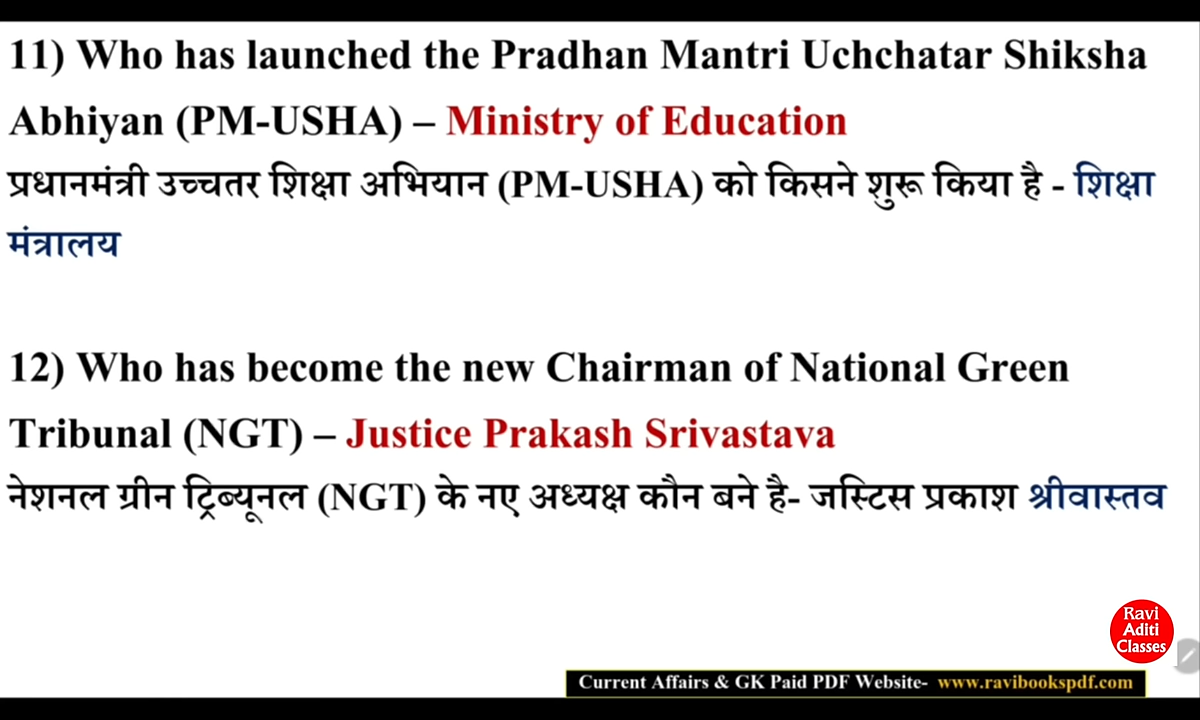 11) Who has launched the Pradhan Mantri Uchchatar Shiksha
Abhiyan (PM-USHA) – Ministry of Education
प्रधानमंत्री उच्चतर शिक्षा अभियान (PM-USHA) को किसने शुरू किया है - शिक्षा
मंत्रालय
12) Who has become the new Chairman of National Green
Tribunal (NGT) – Justice Prakash Srivastava
नेशनल ग्रीन ट्रिब्यूनल (NGT) के नए अध्यक्ष कौन बने है- जस्टिस प्रकाश श्रीवास्तव
Ravi
Aditi
Classes
Current Affairs & GK Paid PDF Website- www.ravibookspdf.com